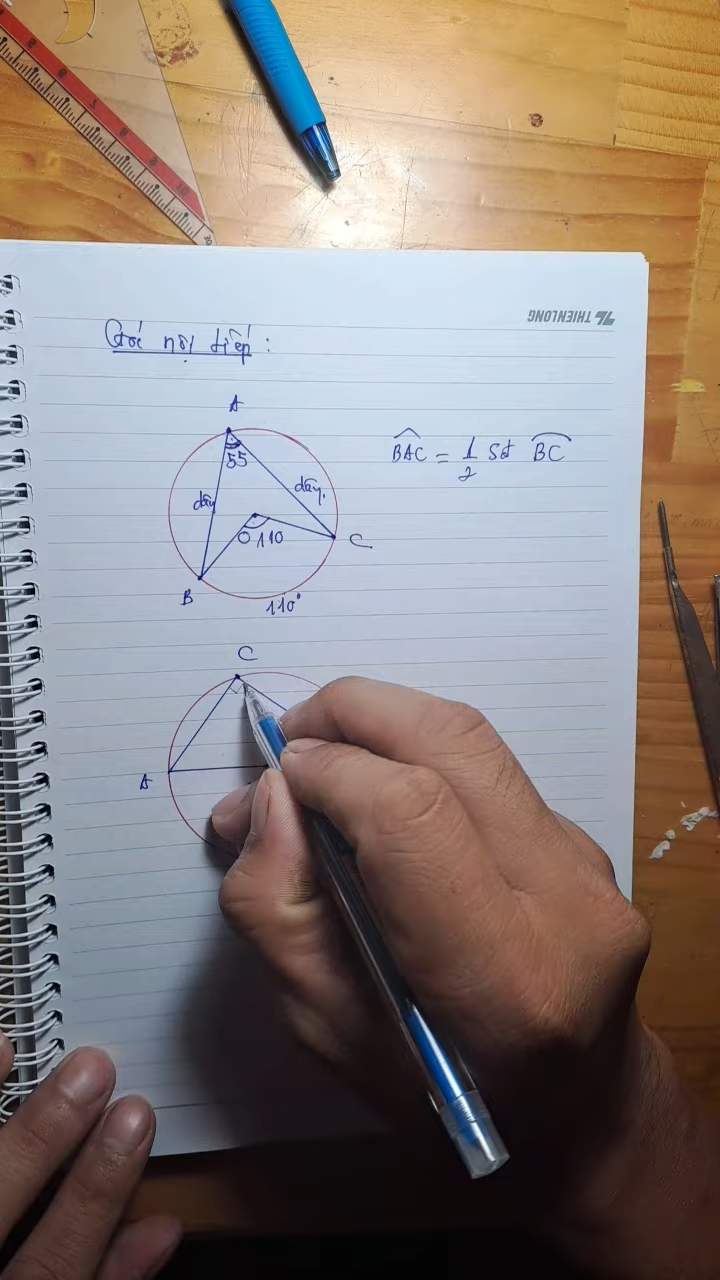 THIENLONG
Góc nội tiếp :
A
55
BAC = 1/2 Sđ BC
dây
dây
O 110
C
B
110°
C
A